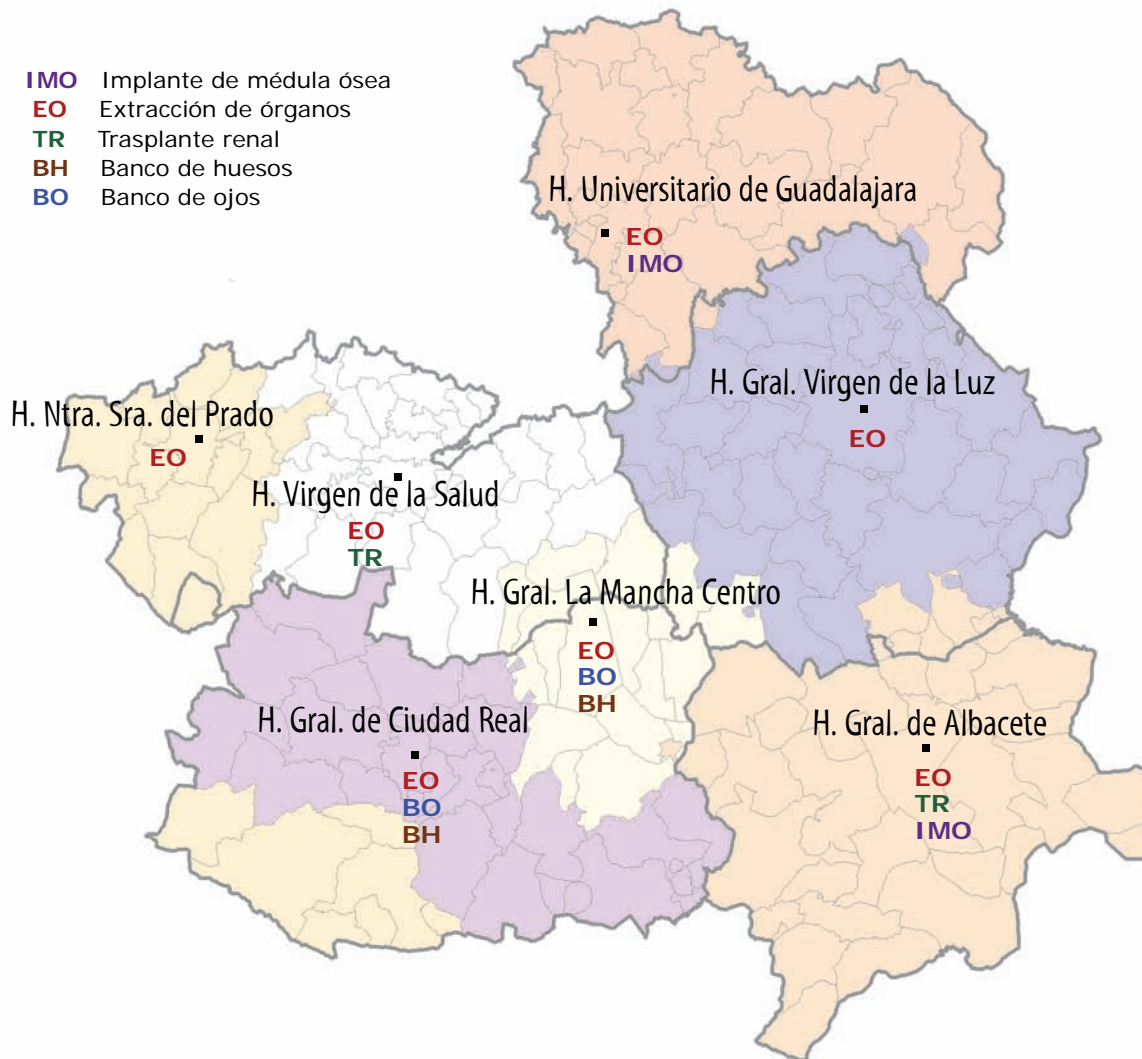 IMO Implante de médula ósea
EO Extracción de órganos
TR Trasplante renal
BH Banco de huesos
BO Banco de ojos
H. Universitario de Guadalajara
EO
IMO
H. Gral. Virgen de la Luz
EO
H. Ntra. Sra. del Prado
EO
H. Virgen de la Salud
EO
TR
H. Gral. La Mancha Centro
EO
BO
BH
H. Gral. de Ciudad Real
EO
BO
BH
H. Gral. de Albacete
EO
TR
IMO